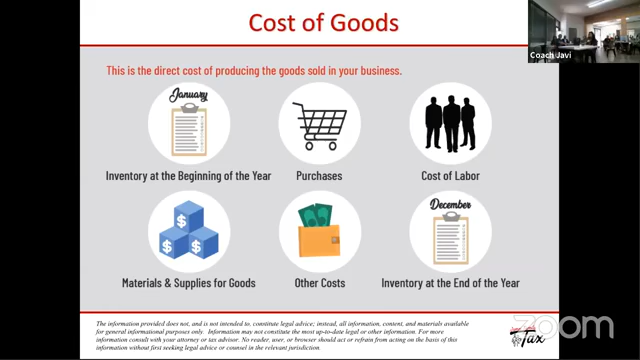 Cost of Goods
Coach Javi
This is the direct cost of producing the goods sold in your business.
January
Inventory at the Beginning of the Year
Purchases
Cost of Labor
$
$ $
Materials & Supplies for Goods
Other Costs
December
Inventory at the End of the Year
The information provided does not, and is not intended to, constitute legal advice; instead, all information, content, and materials available
for general informational purposes only. Information may not constitute the most up-to-date legal or other information. For more
information consult with your attorney or tax advisor. No reader, user, or browser should act or refrain from acting on the basis of this
information without first seeking legal advice or counsel in the relevant jurisdiction.
Tax
zoom